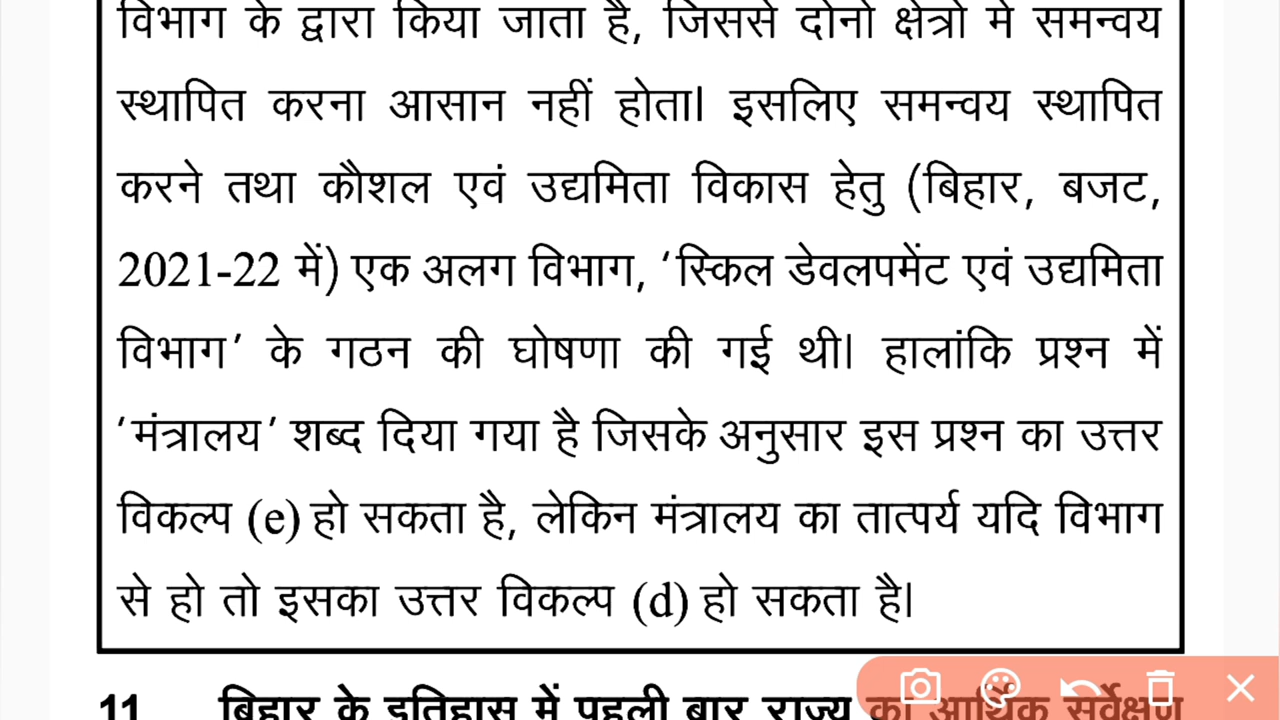 विभाग के द्वारा किया जाता है, जिससे दोनों क्षेत्रों में समन्वय
स्थापित करना आसान नहीं होता। इसलिए समन्वय स्थापित
करने तथा कौशल एवं उद्यमिता विकास हेतु (बिहार, बजट,
2021-22 में) एक अलग विभाग, ‘स्किल डेवलपमेंट एवं उद्यमिता
विभाग’ के गठन की घोषणा की गई थी। हालांकि प्रश्न में
‘मंत्रालय’ शब्द दिया गया है जिसके अनुसार इस प्रश्न का उत्तर
विकल्प (e) हो सकता है, लेकिन मंत्रालय का तात्पर्य यदि विभाग
से हो तो इसका उत्तर विकल्प (d) हो सकता है।
11 बिहार के इतिहास में पहली बार राज्य का आर्थिक सर्वेक्षण